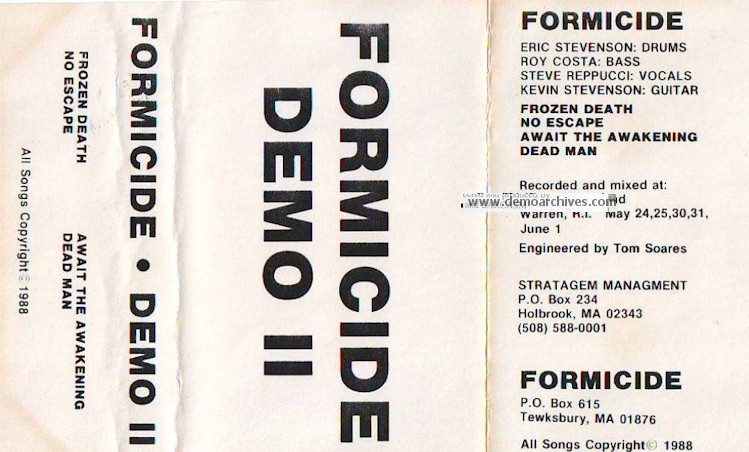 FROZEN DEATH
NO ESCAPE
AWAIT THE AWAKENING
DEAD MAN
All Songs Copyright © 1988
FORMICIDE • DEMO II
FORMICIDE
DEMO II
FORMICIDE
ERIC STEVENSON: DRUMS
ROY COSTA: BASS
STEVE REPPUCCI: VOCALS
KEVIN STEVENSON: GUITAR
FROZEN DEATH
NO ESCAPE
AWAIT THE AWAKENING
DEAD MAN
Recorded and mixed at:
www.demoarchives.com
Warren, R.I. May 24,25,30,31,
June 1
Engineered by Tom Soares
STRATAGEM MANAGMENT
P.O. Box 234
Holbrook, MA 02343
(508) 588-0001
FORMICIDE
P.O. Box 615
Tewksbury, MA 01876
All Songs Copyright© 1988